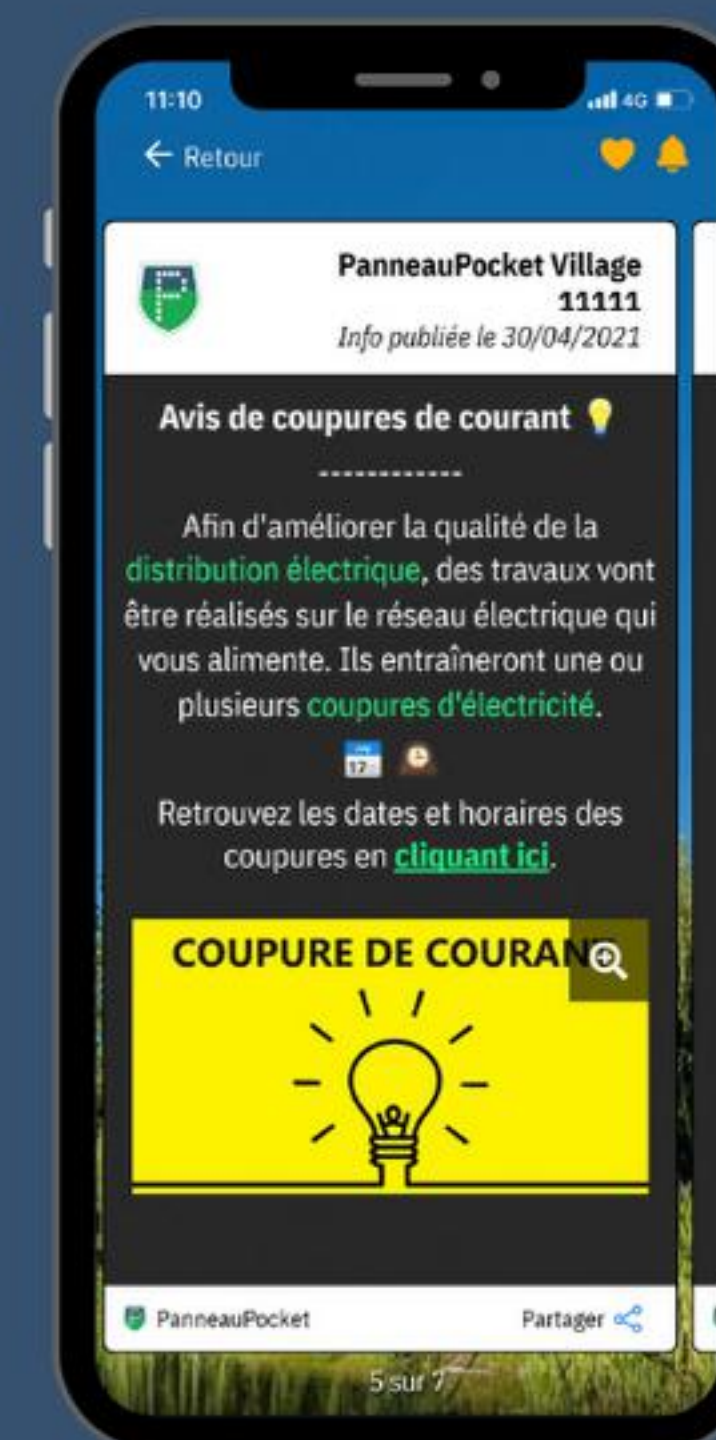 11:10
4G
← Retour
PanneauPocket Village
11111
Info publiée le 30/04/2021
Avis de coupures de courant 💡
------------
Afin d'améliorer la qualité de la
distribution électrique, des travaux vont
être réalisés sur le réseau électrique qui
vous alimente. Ils entraîneront une ou
plusieurs coupures d'électricité.
📅 🕰️
Retrouvez les dates et horaires des
coupures en cliquant ici.
COUPURE DE COURANT
PanneauPocket
Partager
5 sur 7